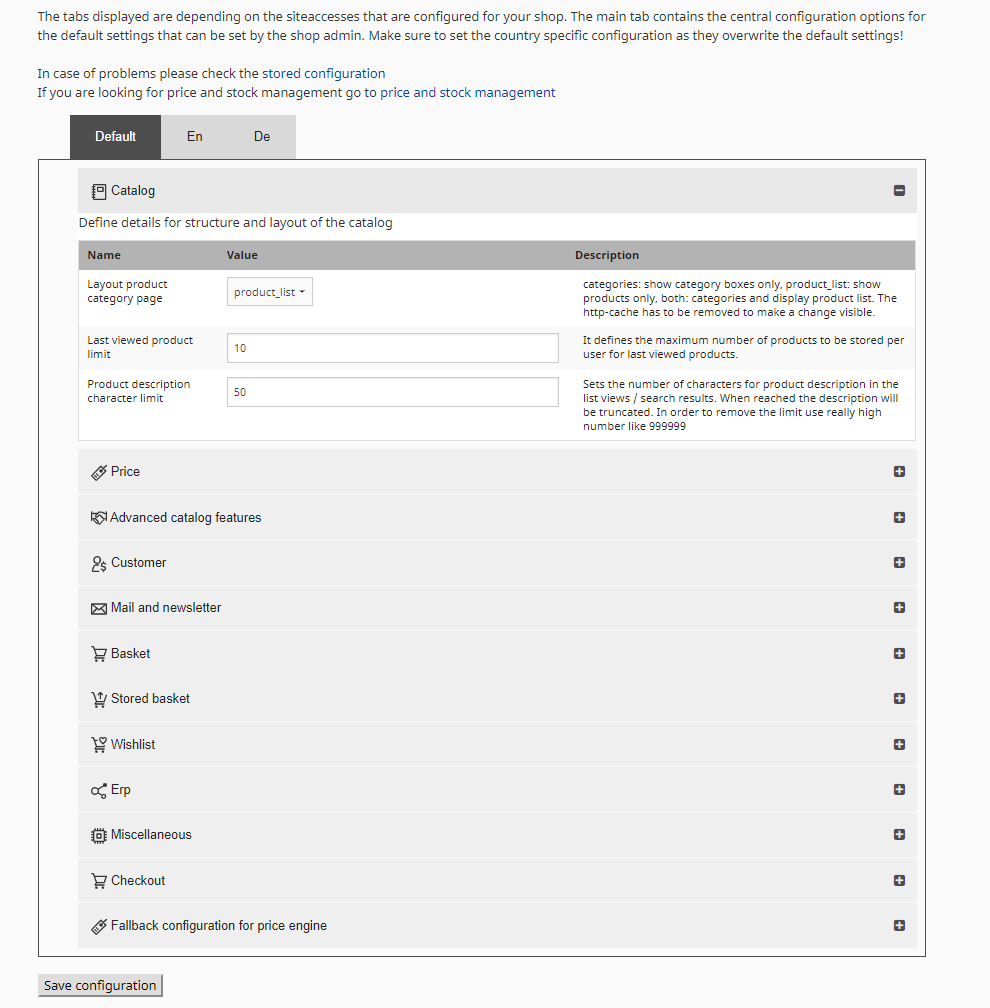 The tabs displayed are depending on the siteaccesses that are configured for your shop. The main tab contains the central configuration options for
the default settings that can be set by the shop admin. Make sure to set the country specific configuration as they overwrite the default settings!
In case of problems please check the stored configuration
If you are looking for price and stock management go to price and stock management
Default En De
Catalog
Define details for structure and layout of the catalog
Name Value Description
Layout product
category page
product_list
categories: show category boxes only, product_list: show
products only, both: categories and display product list. The
http-cache has to be removed to make a change visible.
Last viewed product
limit
10
It defines the maximum number of products to be stored per
user for last viewed products.
Product description
character limit
50
Sets the number of characters for product description in the
list views / search results. When reached the description will
be truncated. In order to remove the limit use really high
number like 999999
Price
Advanced catalog features
Customer
Mail and newsletter
Basket
Stored basket
Wishlist
Erp
Miscellaneous
Checkout
Fallback configuration for price engine
Save configuration